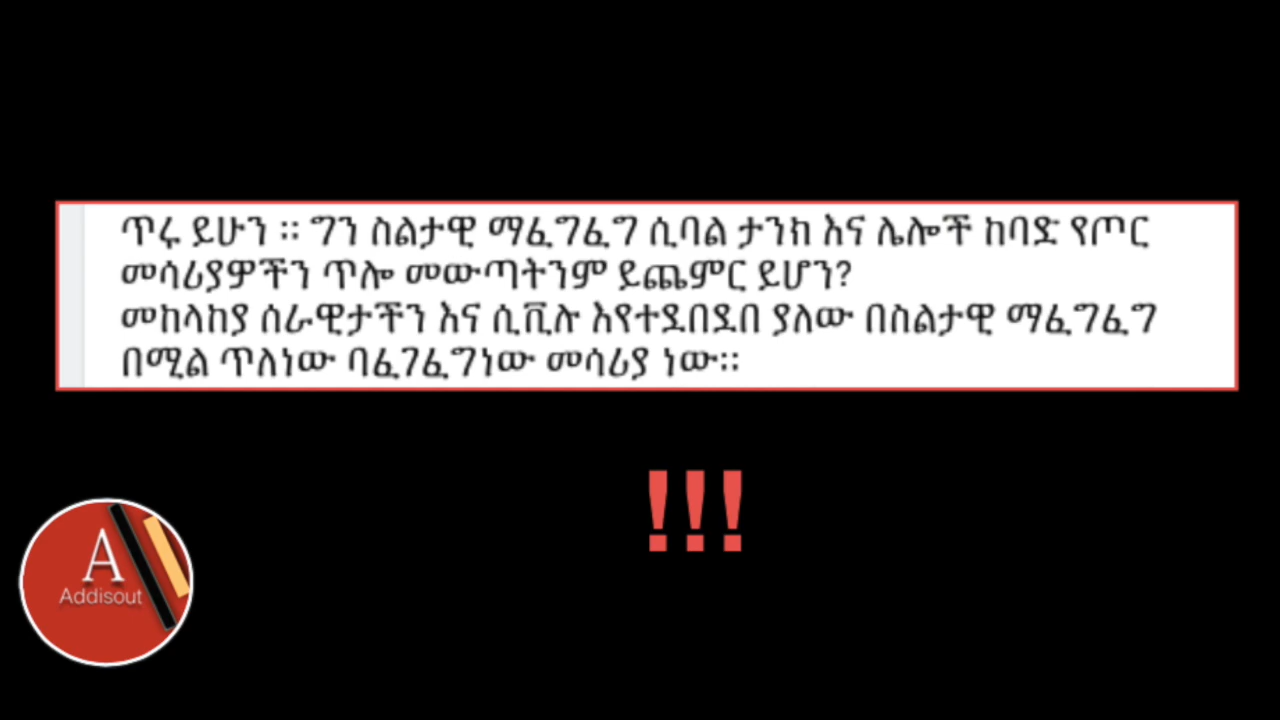 ጥሩ ይሁን ። ግን ስልታዊ ማፈግፈግ ሲባል ታንክ እና ሌሎች ከባድ የጦር
መሳሪያዎችን ጥሎ መውጣትንም ይጨምር ይሆን?
መከላከያ ሰራዊታችን እና ሲቪሉ እየተደበደበ ያለው በስልታዊ ማፈግፈግ
በሚል ጥለነው ባፈገፈግነው መሳሪያ ነው።
!!!
A
Addisout